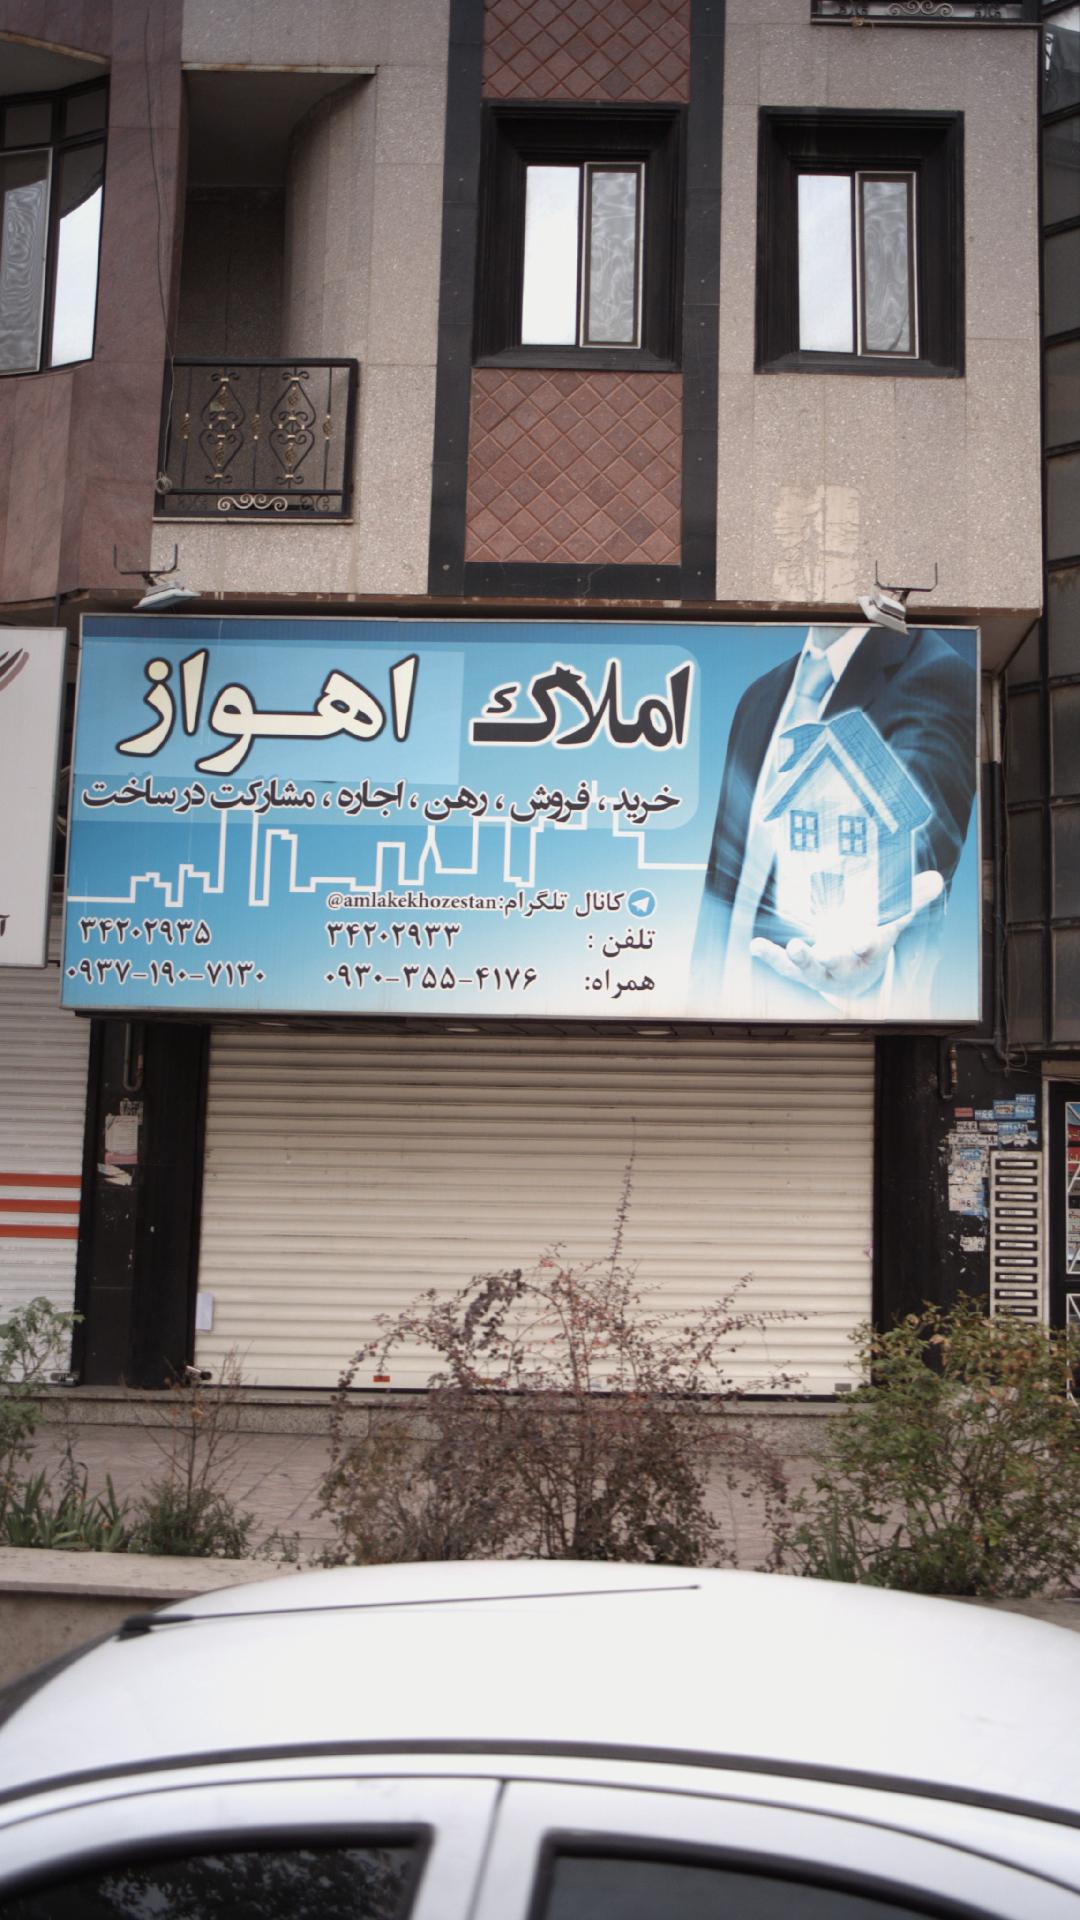 املاک اهواز
خرید، فروش، رهن، اجاره، مشارکت در ساخت
کانال تلگرام: @amlakekhozestan
تلفن : ۳۴۲۰۲۹۳۳ ۳۴۲۰۲۹۳۵
همراه: ۰۹۳۰-۳۵۵-۴۱۷۶ ۰۹۳۷-۱۹۰-۷۱۳۰